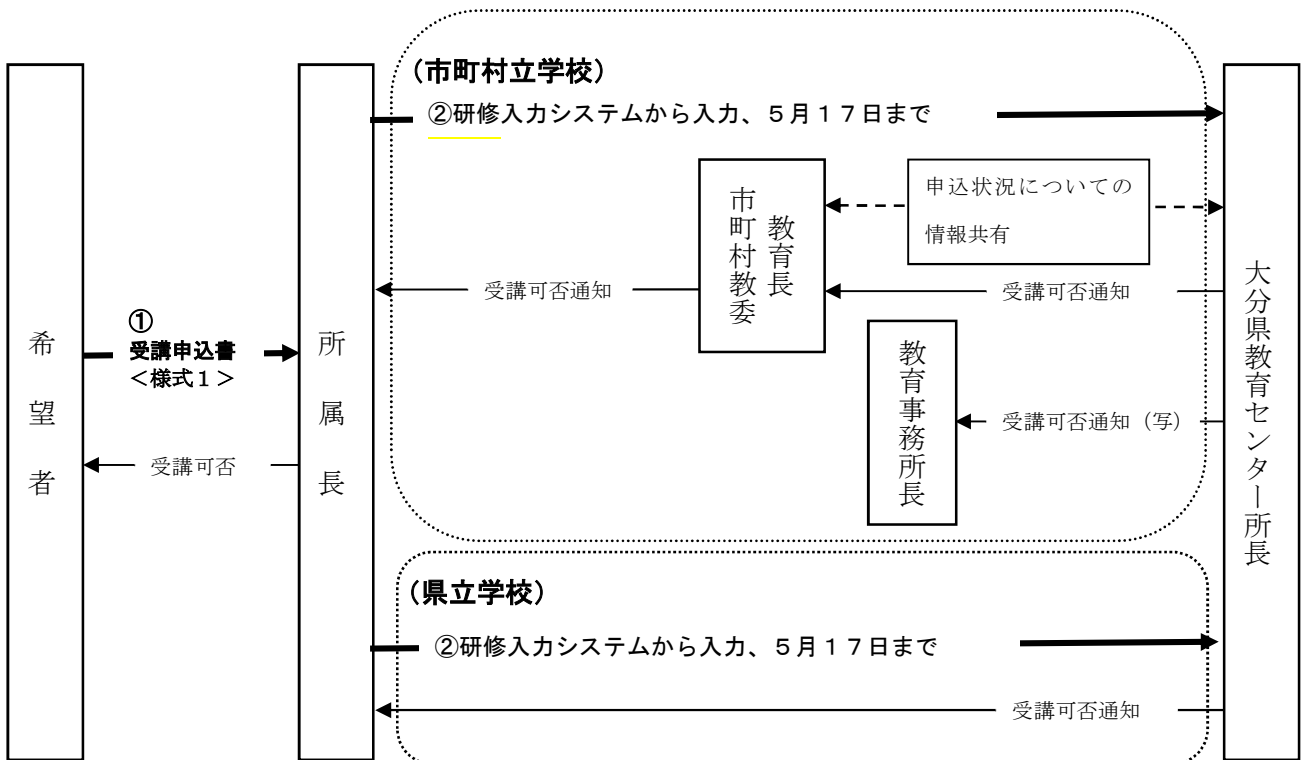 希望者
①
受講申込書
＜様式１＞
受講可否
所属長
(市町村立学校)
②研修入力システムから入力、５月１７日まで
申込状況についての
情報共有
市町村教委
教育長
受講可否通知
受講可否通知
教育事務所長
受講可否通知（写）
(県立学校)
②研修入力システムから入力、５月１７日まで
受講可否通知
大分県教育センター所長